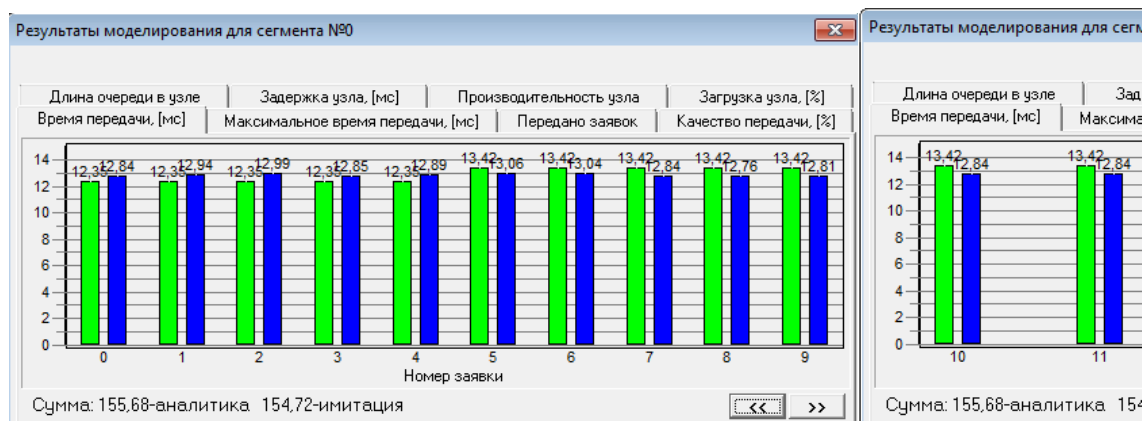 Результаты моделирования для сегмента №0
Длина очереди в узле Задержка узла, [мс] Производительность узла Загрузка узла, [%]
Время передачи, [мс] Максимальное время передачи, [мс] Передано заявок Качество передачи, [%]
14 12 10 8 6 4 2 0
12,35 12,84 12,35 12,94 12,35 12,99 12,35 12,85 12,35 12,89 13,42 13,06 13,42 13,04 13,42 12,84 13,42 12,76 13,42 12,81
0 1 2 3 4 5 6 7 8 9
Номер заявки
Сумма: 155,68-аналитика 154,72-имитация
<< >>
Результаты моделирования для сегм
Длина очереди в узле Зад
Время передачи, [мс] Максима
14 12 10 8 6 4 2 0
13,42 12,84 13,42 12,84
10 11
Сумма: 155,68-аналитика 154